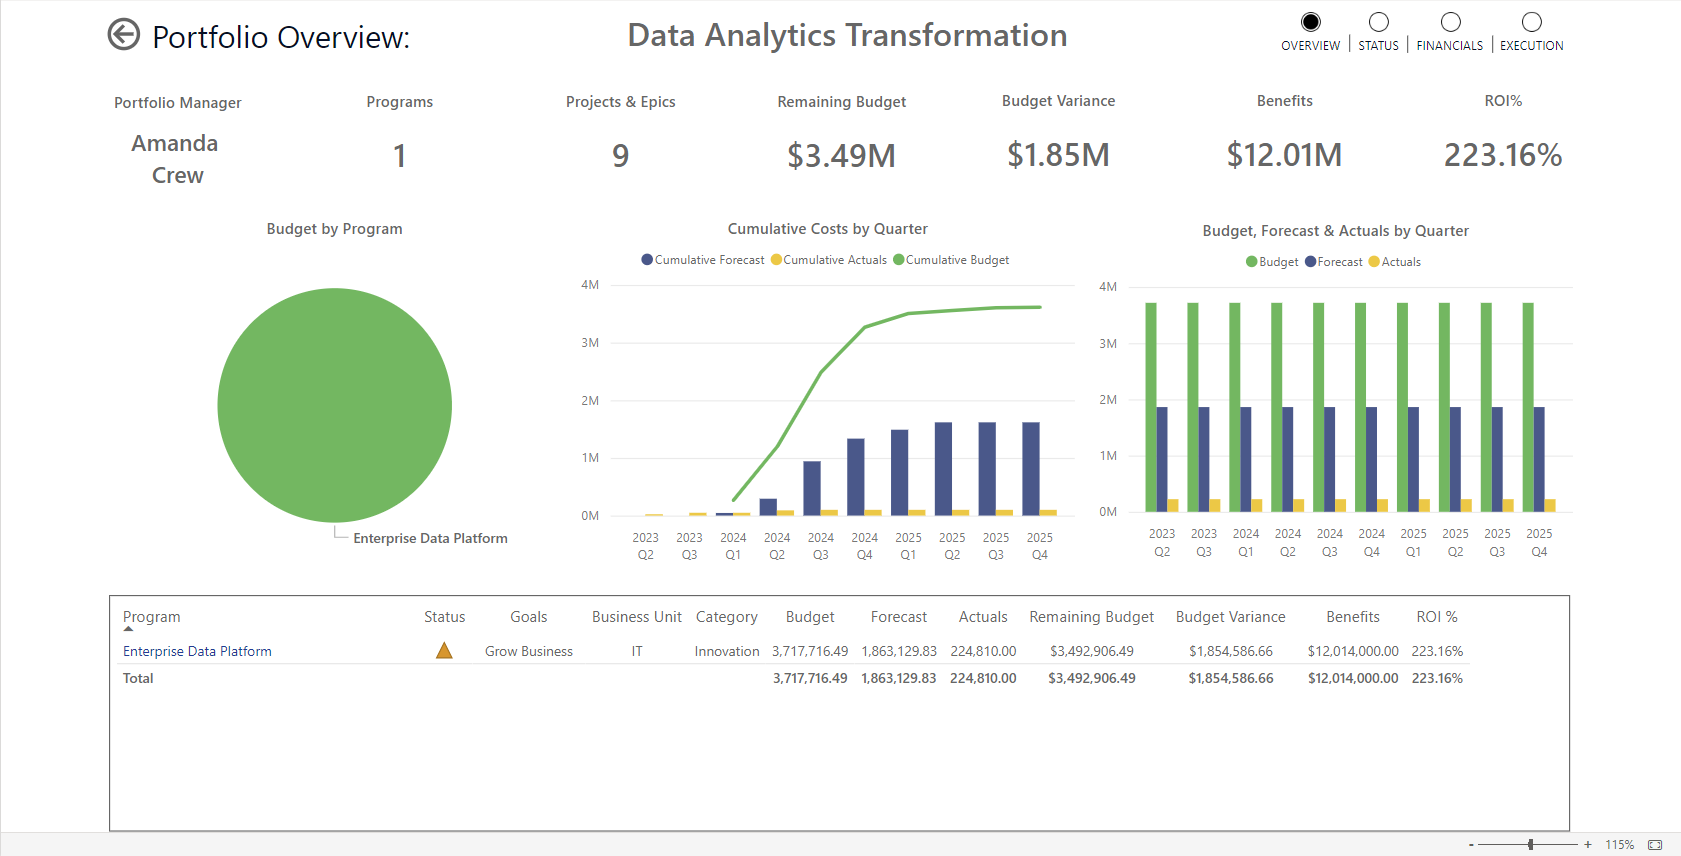 Portfolio Overview:
Data Analytics Transformation
OVERVIEW | STATUS | FINANCIALS | EXECUTION
Portfolio Manager
Amanda
Crew
Programs
1
Projects & Epics
9
Remaining Budget
$3.49M
Budget Variance
$1.85M
Benefits
$12.01M
ROI%
223.16%
Budget by Program
Enterprise Data Platform
Cumulative Costs by Quarter
Cumulative Forecast Cumulative Actuals Cumulative Budget
4M
3M
2M
1M
0M
2023 2023 2024 2024 2024 2024 2025 2025 2025 2025
Q2 Q3 Q1 Q2 Q3 Q4 Q1 Q2 Q3 Q4
Budget, Forecast & Actuals by Quarter
Budget Forecast Actuals
4M
3M
2M
1M
0M
2023 2023 2024 2024 2024 2024 2025 2025 2025 2025
Q2 Q3 Q1 Q2 Q3 Q4 Q1 Q2 Q3 Q4
Program Status Goals Business Unit Category Budget Forecast Actuals Remaining Budget Budget Variance Benefits ROI %
Enterprise Data Platform Grow Business IT Innovation 3,717,716.49 1,863,129.83 224,810.00 $3,492,906.49 $1,854,586.66 $12,014,000.00 223.16%
Total 3,717,716.49 1,863,129.83 224,810.00 $3,492,906.49 $1,854,586.66 $12,014,000.00 223.16%
- + 115%